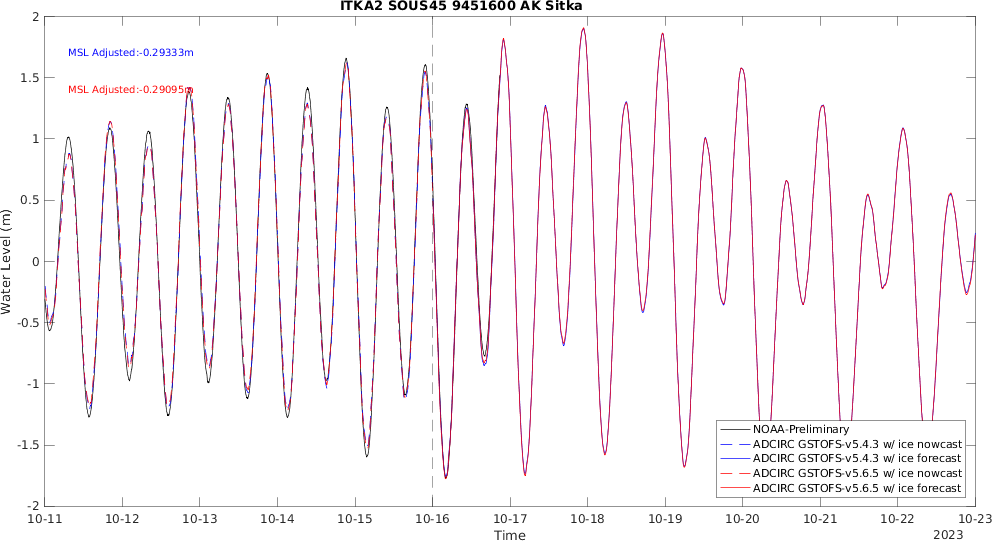 ITKA2 SOUS45 9451600 AK Sitka
MSL Adjusted:-0.29333m
MSL Adjusted:-0.29095m
Water Level (m)
2
1.5
1
0.5
0
-0.5
-1
-1.5
-2
NOAA-Preliminary
ADCIRC GSTOFS-v5.4.3 w/ ice nowcast
ADCIRC GSTOFS-v5.4.3 w/ ice forecast
ADCIRC GSTOFS-v5.6.5 w/ ice nowcast
ADCIRC GSTOFS-v5.6.5 w/ ice forecast
10-11 10-12 10-13 10-14 10-15 10-16 10-17 10-18 10-19 10-20 10-21 10-22 10-23
Time
2023